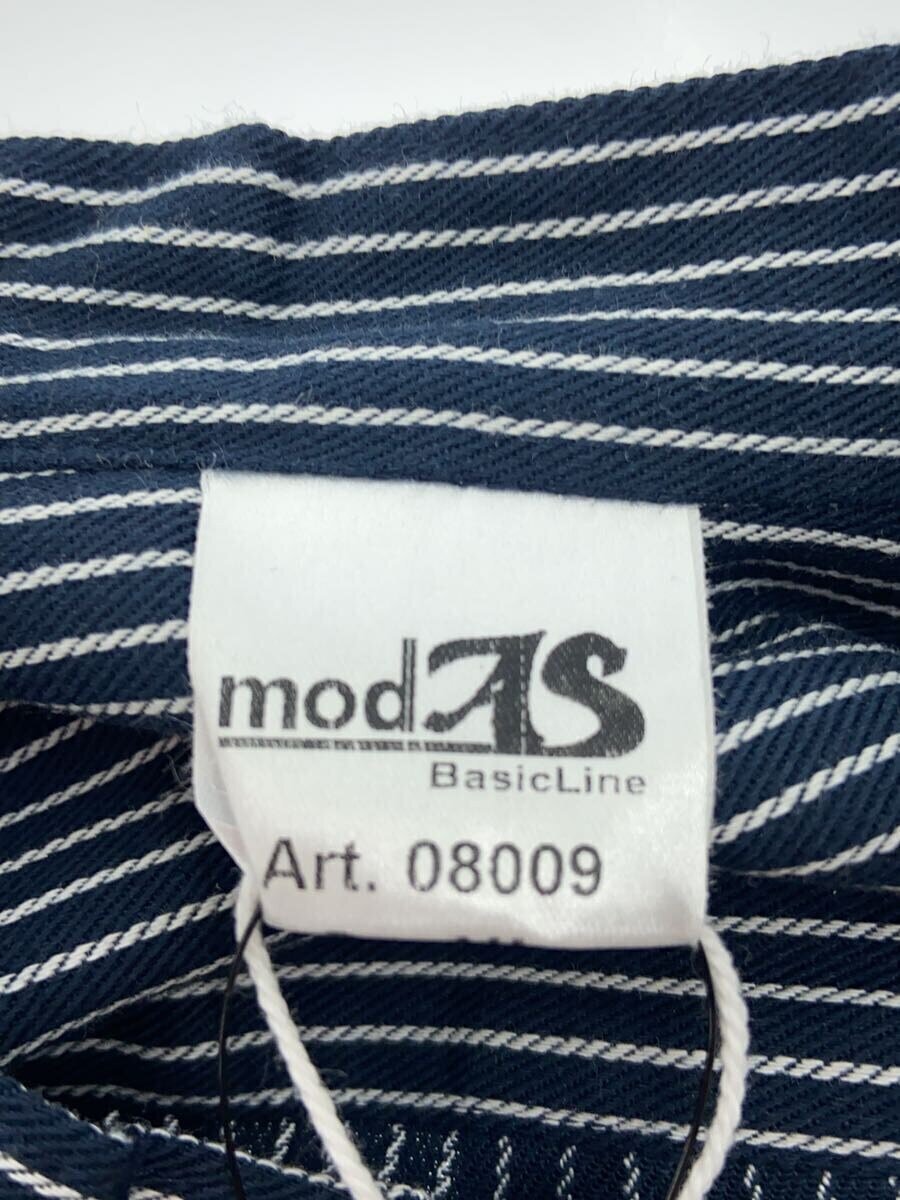 modAS
BasicLine
Art. 08009